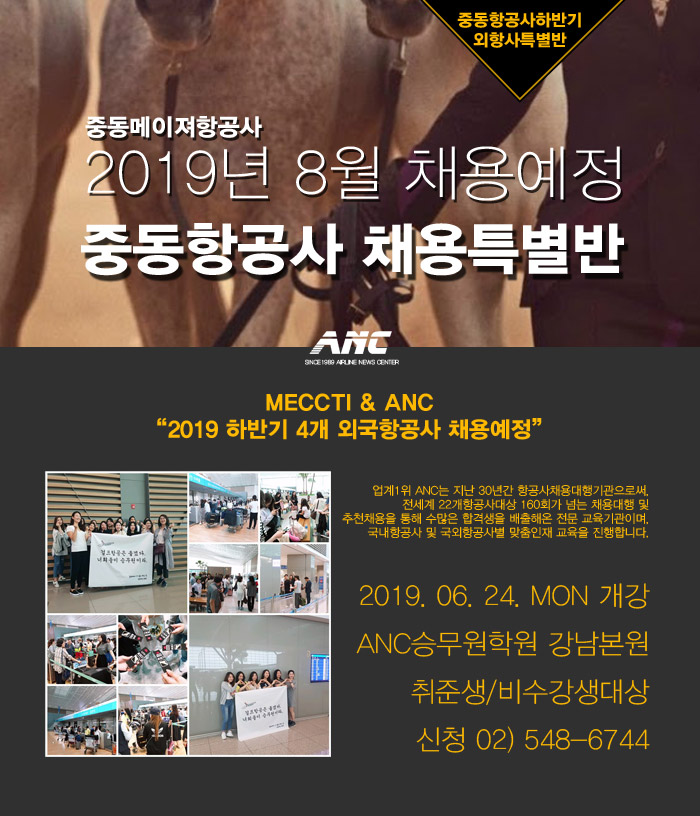 중동항공사하반기
외항사특별반
중동메이져항공사
2019년 8월 채용예정
중동항공사 채용특별반
ANC
SINCE1989 AIRLINE NEWS CENTER
MECCTI & ANC
“2019 하반기 4개 외국항공사 채용예정”
업계1위 ANC는 지난 30년간 항공사채용대행기관으로써,
전세계 22개항공사대상 160회가 넘는 채용대행 및
추천채용을 통해 수많은 합격생을 배출해온 전문 교육기관이며,
국내항공사 및 국외항공사별 맞춤인재 교육을 진행합니다.
2019. 06. 24. MON 개강
ANC승무원학원 강남본원
취준생/비수강생대상
신청 02) 548-6744